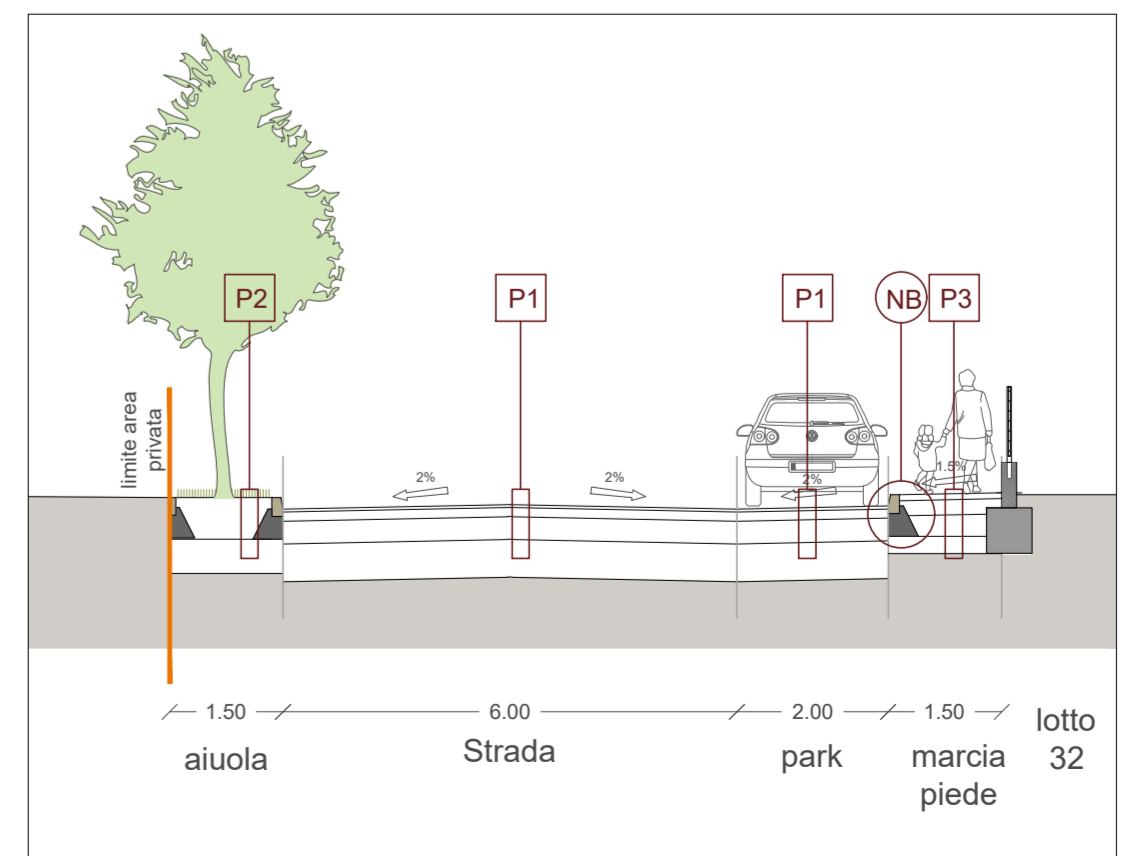 P2
P1
P1
NB
P3
limite area
privata
2%
2%
2%
1.5%
1.50
6.00
2.00
1.50
aiuola
Strada
park
marcia
piede
lotto
32